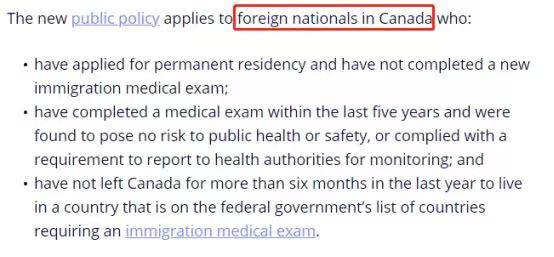 The new public policy applies to foreign nationals in Canada who:
• have applied for permanent residency and have not completed a new
immigration medical exam;
• have completed a medical exam within the last five years and were
found to pose no risk to public health or safety, or complied with a
requirement to report to health authorities for monitoring; and
• have not left Canada for more than six months in the last year to live
in a country that is on the federal government’s list of countries
requiring an immigration medical exam.